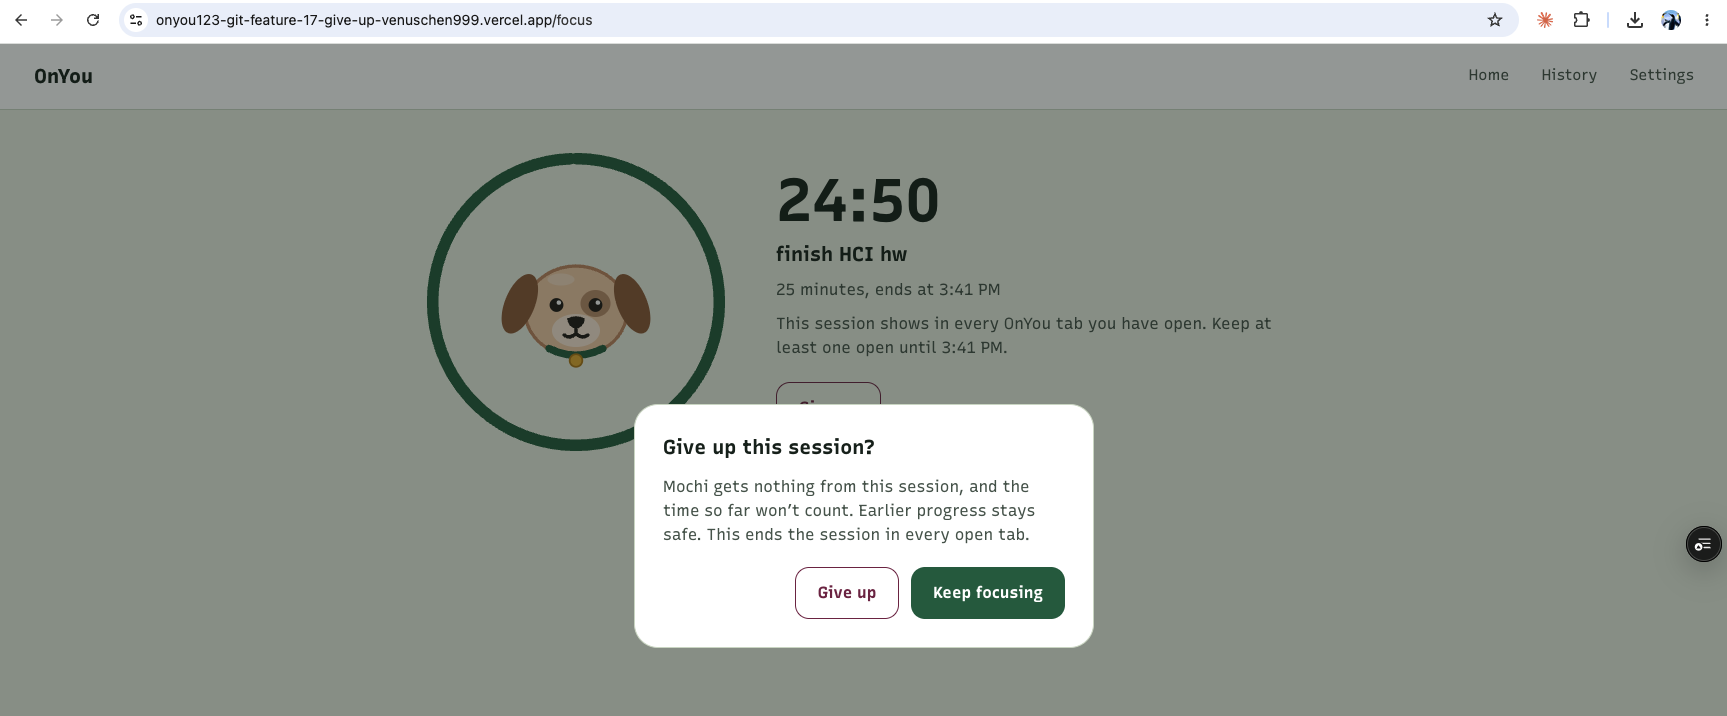 onyou123-git-feature-17-give-up-venuschen999.vercel.app/focus
OnYou
Home
History
Settings
24:50
finish HCI hw
25 minutes, ends at 3:41 PM
This session shows in every OnYou tab you have open. Keep at
least one open until 3:41 PM.
Give up this session?
Mochi gets nothing from this session, and the
time so far won’t count. Earlier progress stays
safe. This ends the session in every open tab.
Give up
Keep focusing